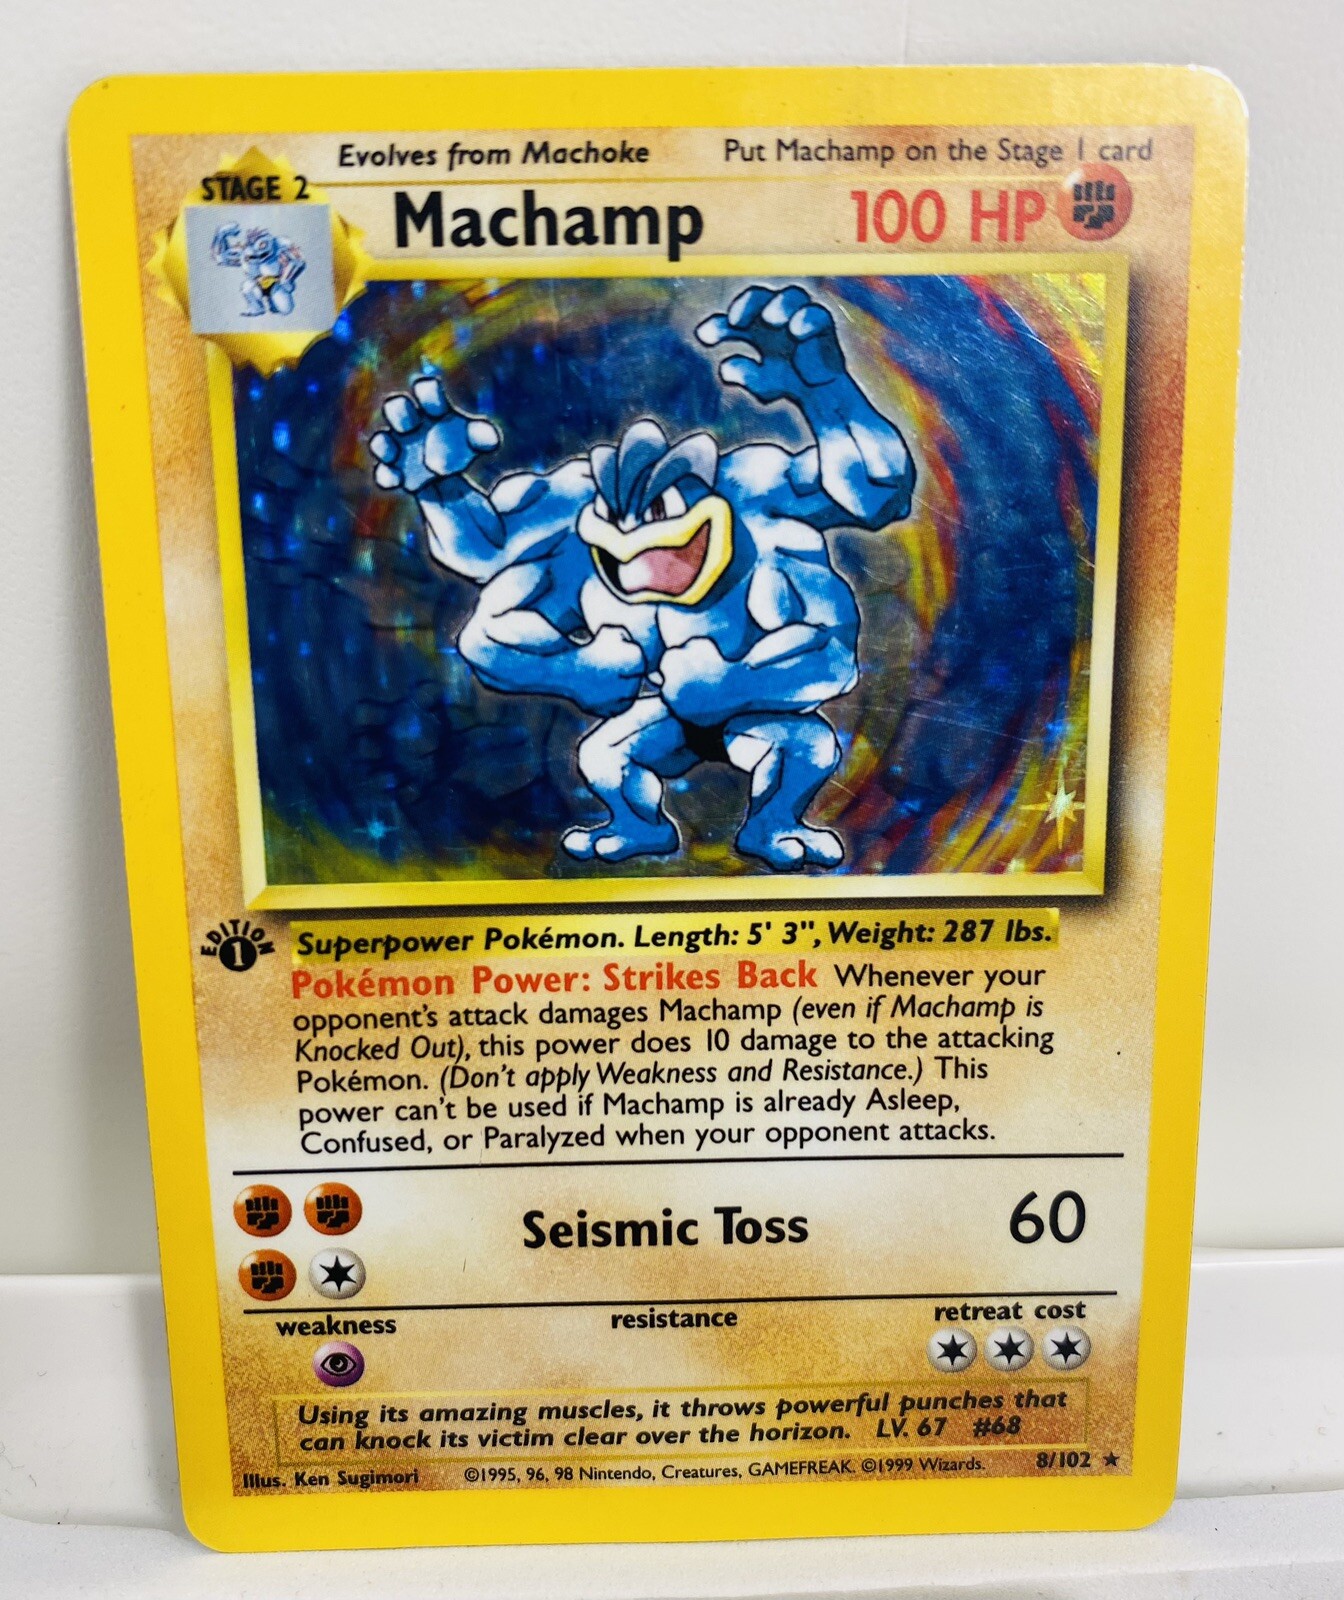 Evolves from Machoke Put Machamp on the Stage 1 card
STAGE 2
Machamp 100 HP
EDITION
1
Superpower Pokémon. Length: 5' 3", Weight: 287 lbs.
Pokémon Power: Strikes Back Whenever your
opponent's attack damages Machamp (even if Machamp is
Knocked Out), this power does 10 damage to the attacking
Pokémon. (Don't apply Weakness and Resistance.) This
power can't be used if Machamp is already Asleep,
Confused, or Paralyzed when your opponent attacks.
Seismic Toss 60
weakness resistance retreat cost
Using its amazing muscles, it throws powerful punches that
can knock its victim clear over the horizon. LV. 67 #68
Illus. Ken Sugimori ©1995, 96, 98 Nintendo, Creatures, GAMEFREAK. ©1999 Wizards. 8/102 ★